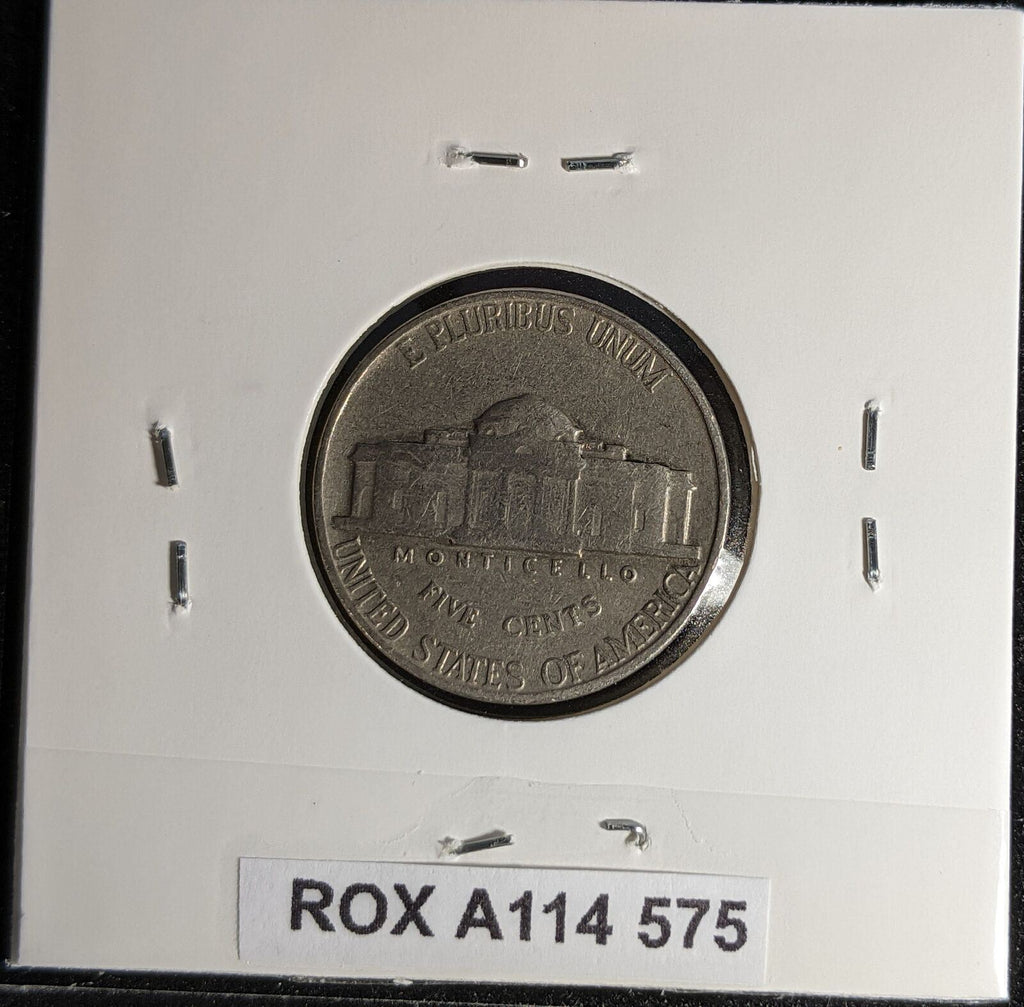 E PLURIBUS UNUM
MONTICELLO
FIVE CENTS
UNITED STATES OF AMERICA
ROX A114 575